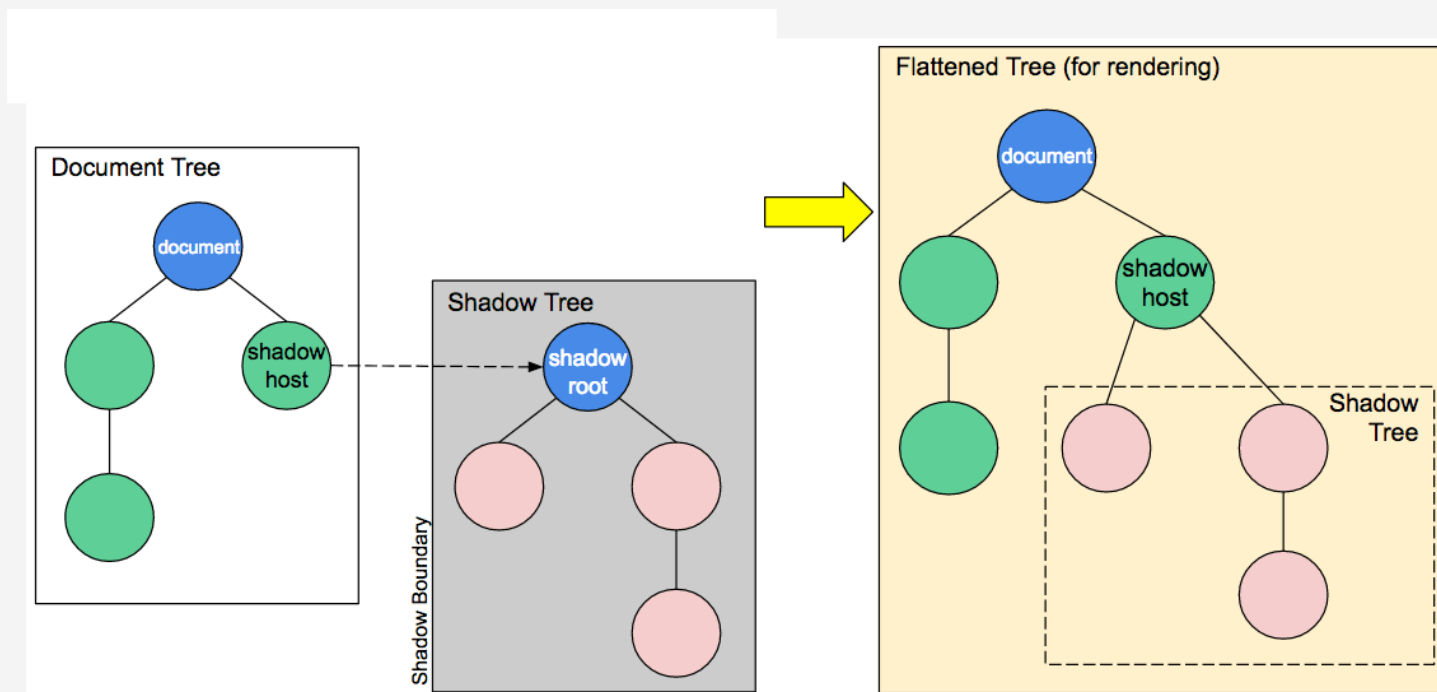 Document Tree
document
shadow
host
Shadow Tree
shadow
root
Shadow Boundary
Flattened Tree (for rendering)
document
shadow
host
Shadow
Tree